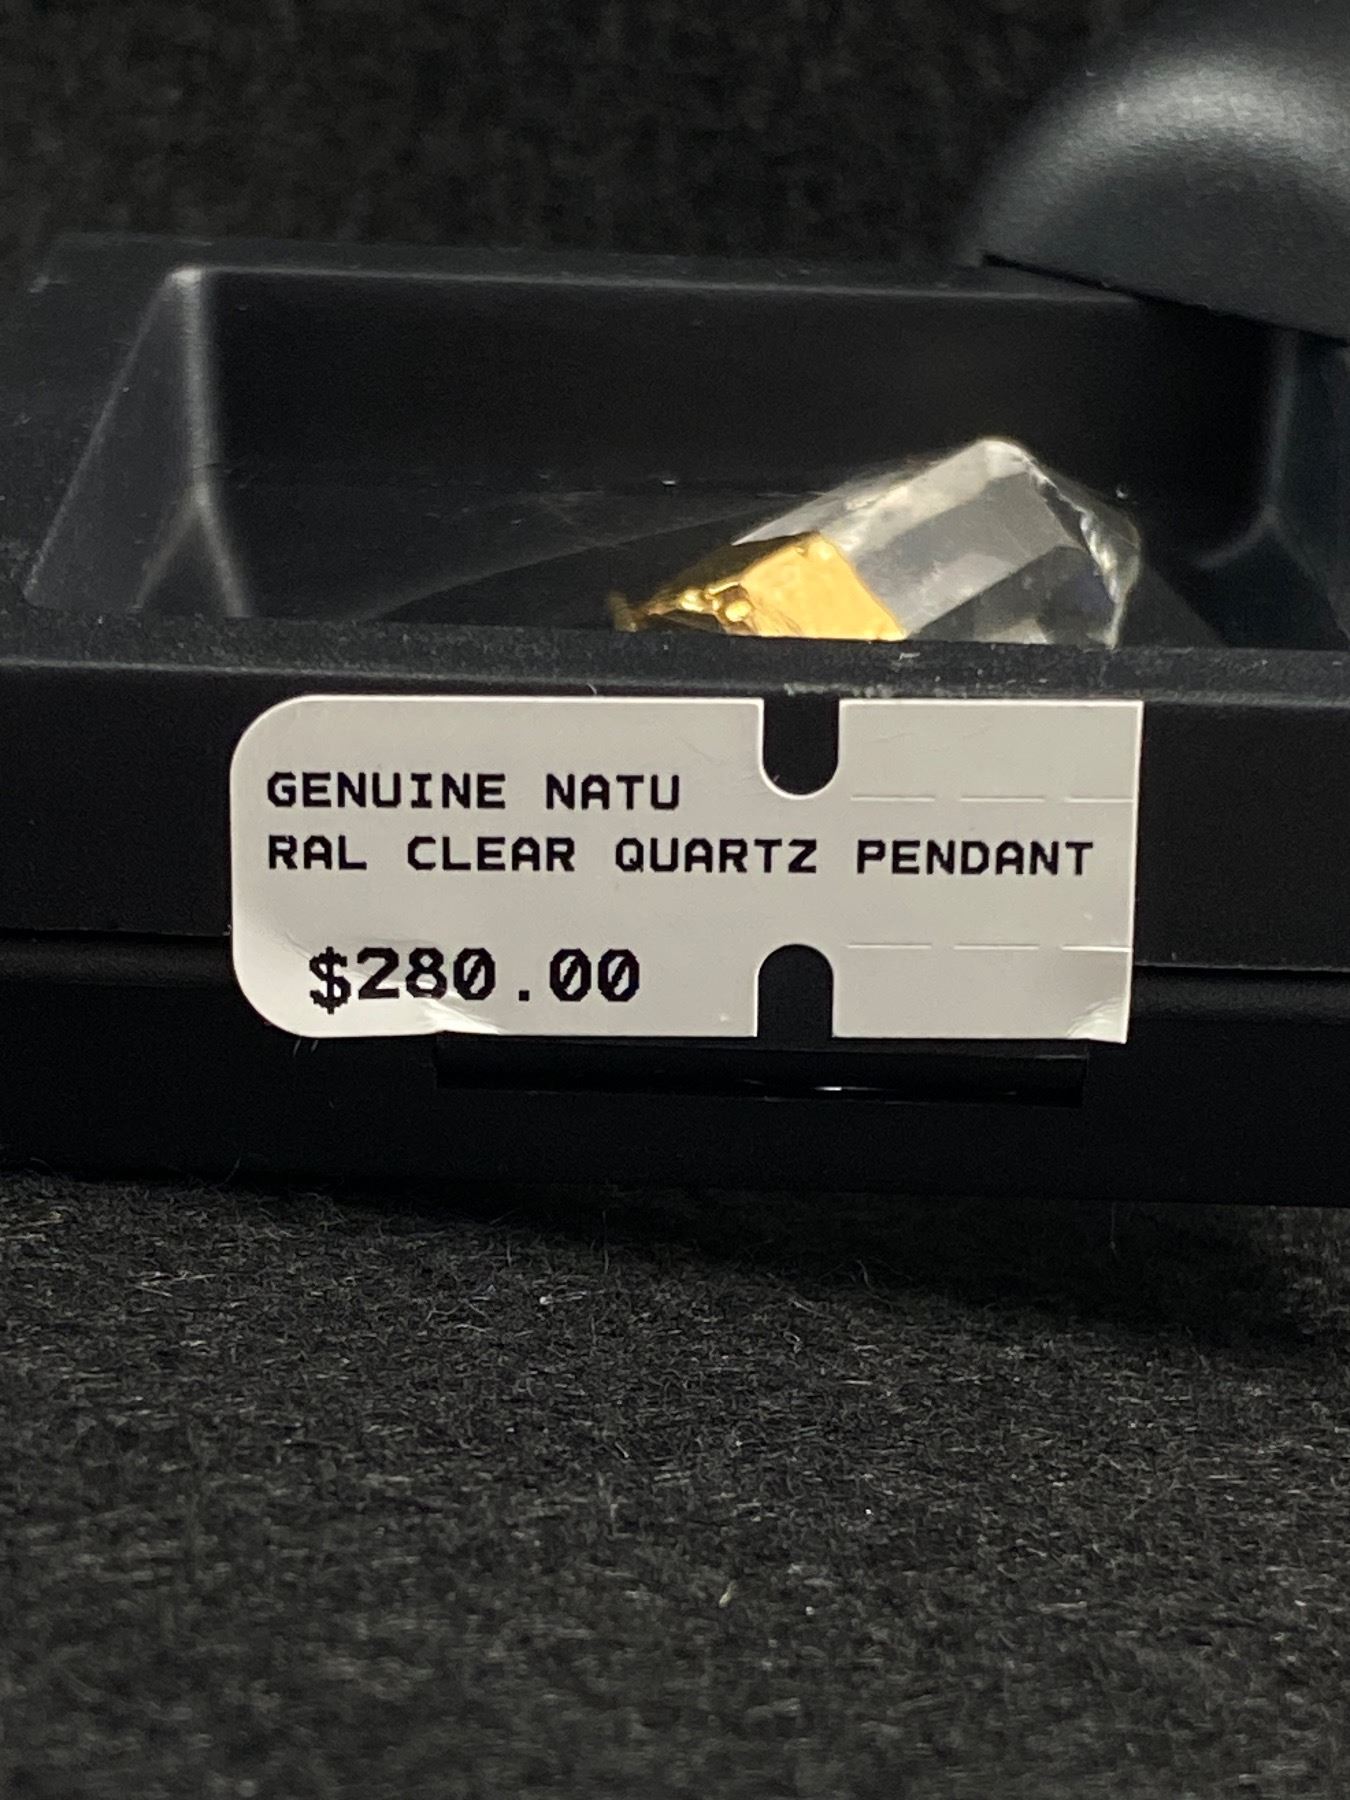 GENUINE NATU
RAL CLEAR QUARTZ PENDANT
$280.00